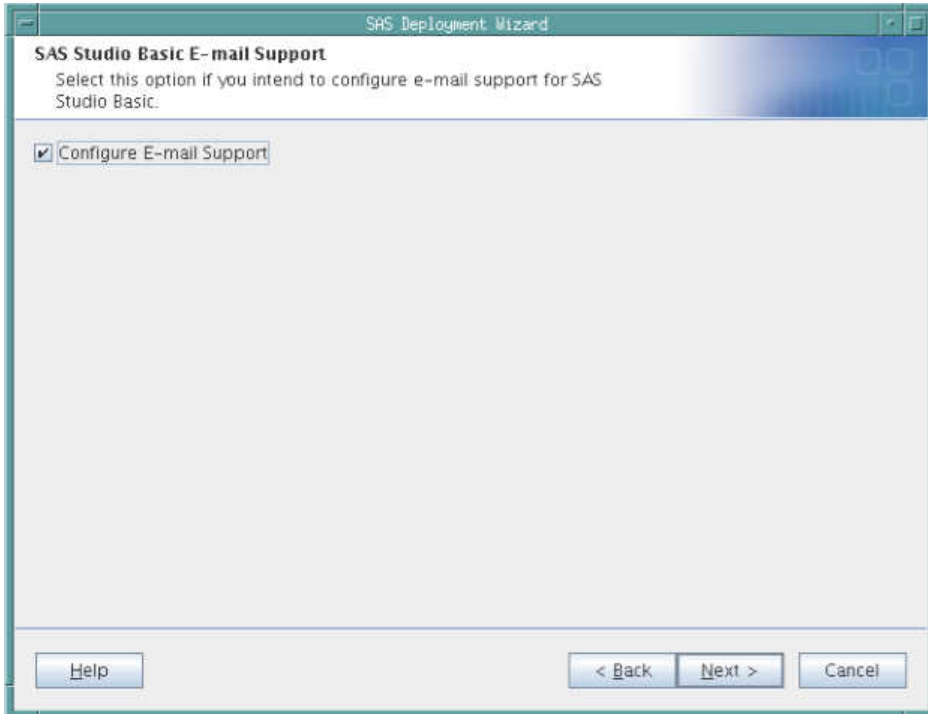 SAS Deployment Wizard
SAS Studio Basic E-mail Support
Select this option if you intend to configure e-mail support for SAS
Studio Basic.
Configure E-mail Support
Help
< Back
Next >
Cancel